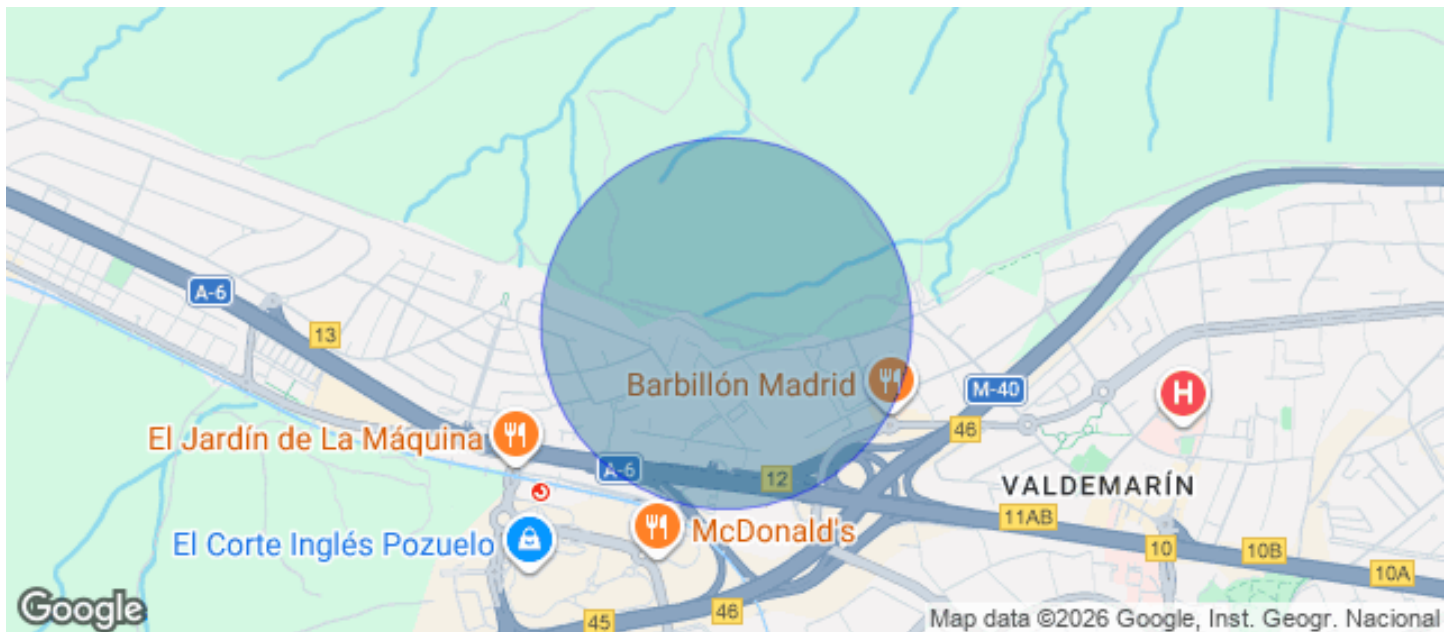 A-6
13
Barbillón Madrid
M-40
H
46
El Jardín de La Máquina
A-6
12
VALDEMARÍN
11AB
McDonald's
El Corte Inglés Pozuelo
10
10B
10A
Google
45
46
Map data ©2026 Google, Inst. Geogr. Nacional